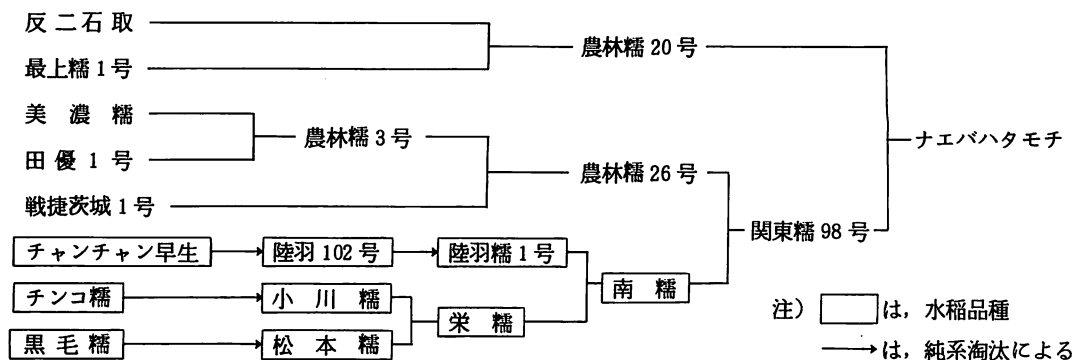 反二石取
農林糯20号
最上糯1号
美濃糯
農林糯3号
ナエバハタモチ
田優1号
農林糯26号
戦捷茨城1号
関東糯98号
チャンチャン早生
陸羽102号
陸羽糯1号
南糯
チンコ糯
小川糯
栄糯
黒毛糯
松本糯
注) は,水稲品種
は,純系淘汰による